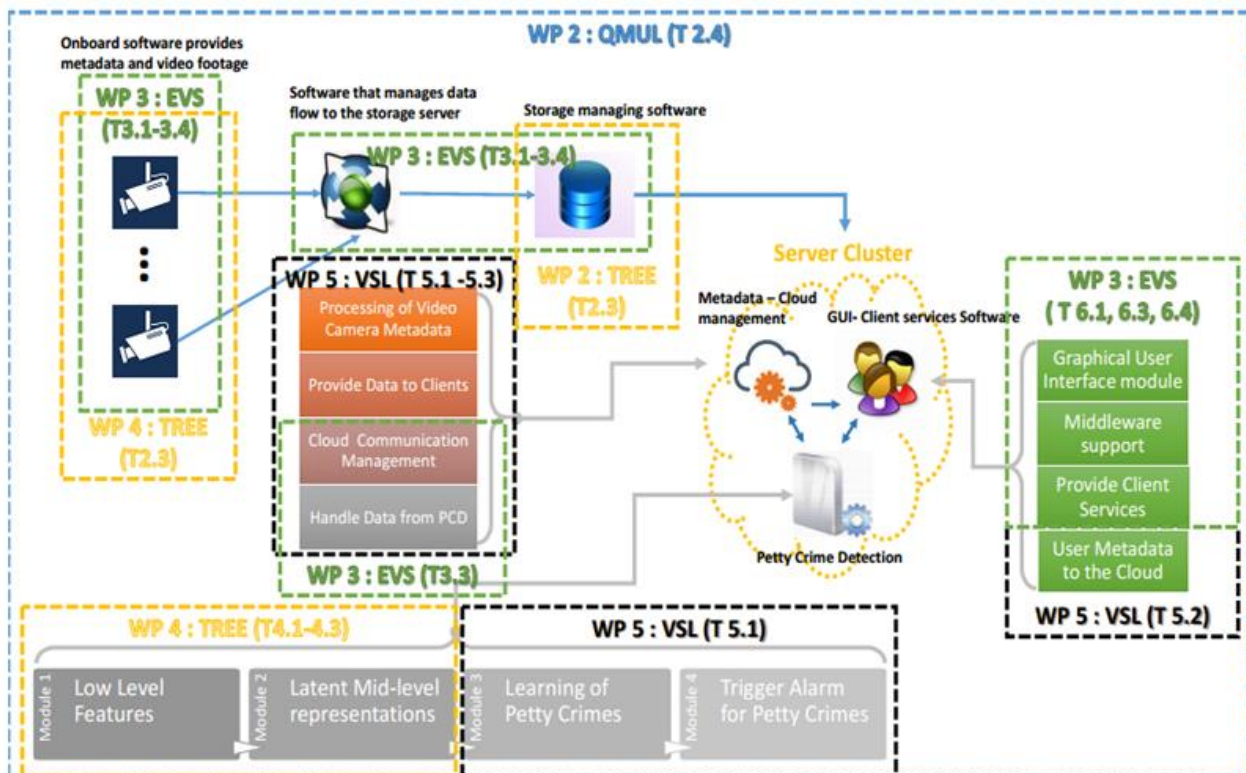 WP 2 : QMUL (T 2.4)
Onboard software provides
metadata and video footage
WP 3 : EVS
(T3.1-3.4)
WP 4 : TREE
(T2.3)
Software that manages data
flow to the storage server
Storage managing software
WP 3 : EVS (T3.1-3.4)
WP 2 : TREE
(T2.3)
WP 5 : VSL (T 5.1 -5.3)
Processing of Video
Camera Metadata
Provide Data to Clients
Cloud Communication
Management
Handle Data from PCD
WP 3 : EVS (T3.3)
Server Cluster
Metadata – Cloud
management
GUI- Client services Software
Petty Crime Detection
WP 3 : EVS
( T 6.1, 6.3, 6.4)
Graphical User
Interface module
Middleware
support
Provide Client
Services
User Metadata
to the Cloud
WP 5 : VSL (T 5.2)
WP 4 : TREE (T4.1-4.3)
WP 5 : VSL (T 5.1)
Module 1
Low Level
Features
Module 2
Latent Mid-level
representations
Module 3
Learning of
Petty Crimes
Module 4
Trigger Alarm
for Petty Crimes